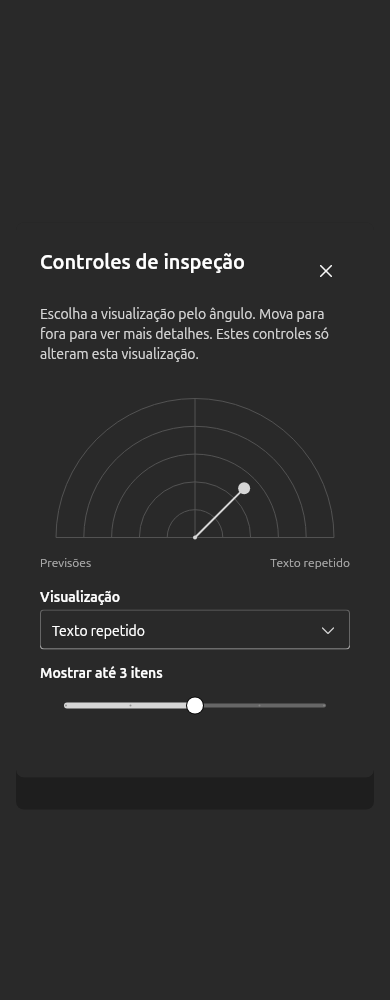 Controles de inspeção
Escolha a visualização pelo ângulo. Mova para
fora para ver mais detalhes. Estes controles só
alteram esta visualização.
Previsões
Texto repetido
Visualização
Texto repetido
Mostrar até 3 itens